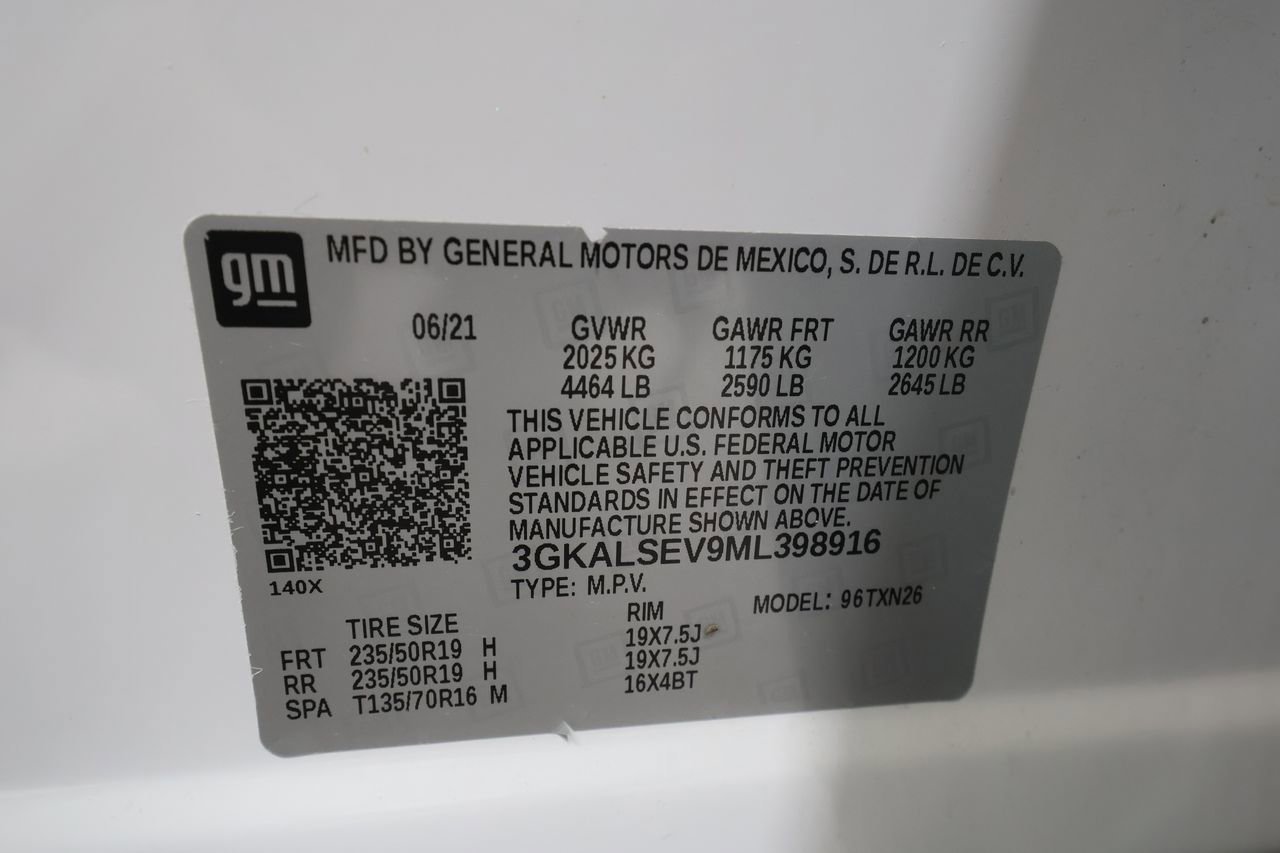 gm
MFD BY GENERAL MOTORS DE MEXICO, S. DE R.L. DE C.V.
06/21 GVWR GAWR FRT GAWR RR
2025 KG 1175 KG 1200 KG
4464 LB 2590 LB 2645 LB
THIS VEHICLE CONFORMS TO ALL
APPLICABLE U.S. FEDERAL MOTOR
VEHICLE SAFETY AND THEFT PREVENTION
STANDARDS IN EFFECT ON THE DATE OF
MANUFACTURE SHOWN ABOVE.
3GKALSEV9ML398916
140X
TYPE: M.P.V. MODEL: 96TXN26
TIRE SIZE RIM
FRT 235/50R19 H 19X7.5J
RR 235/50R19 H 19X7.5J
SPA T135/70R16 M 16X4BT